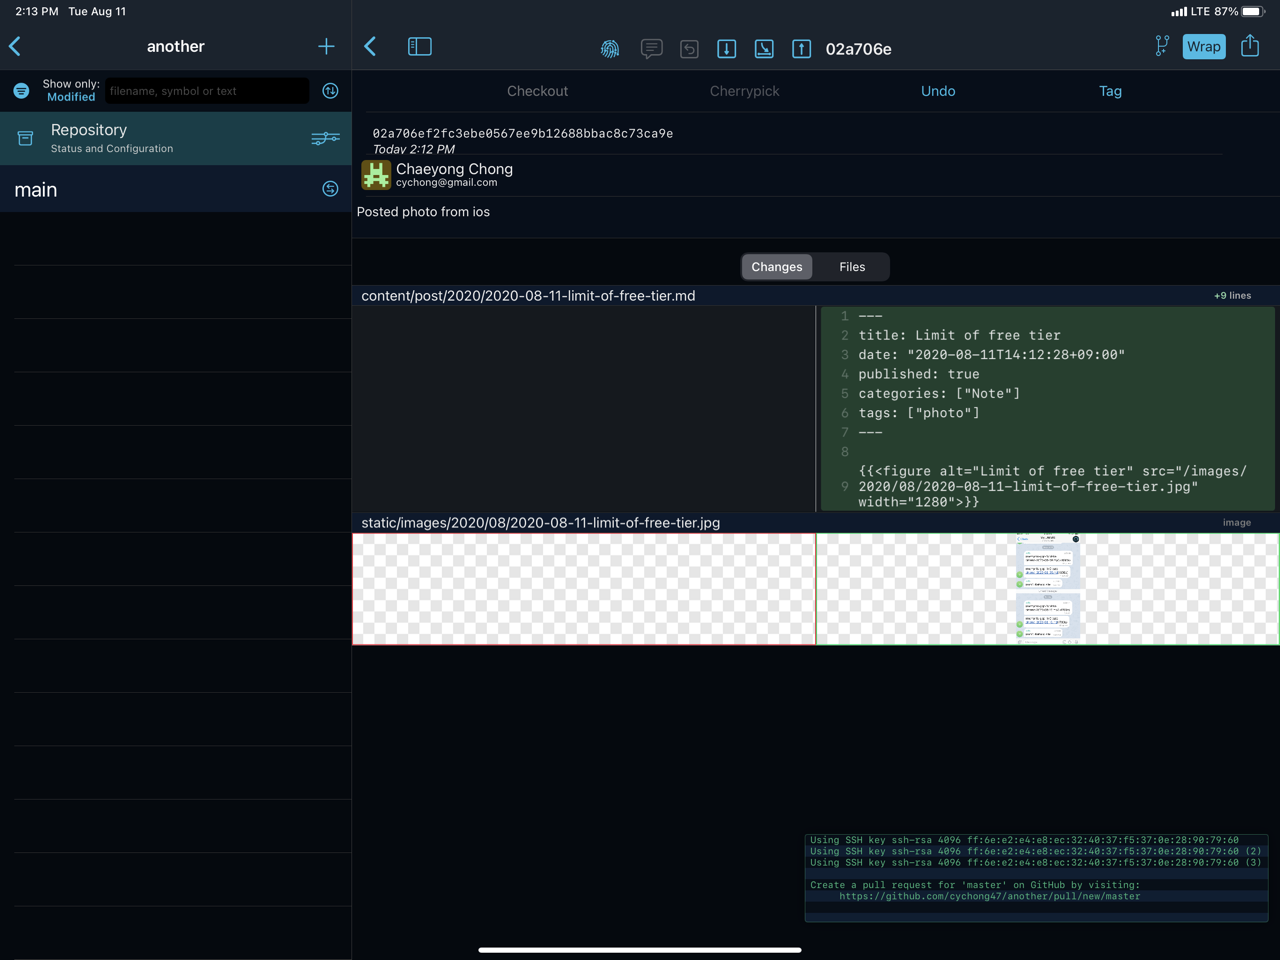 2:13 PM Tue Aug 11
LTE 87%
another
02a706e
Wrap
Show only:
Modified
filename, symbol or text
Checkout
Cherrypick
Undo
Tag
Repository
Status and Configuration
main
02a706ef2fc3ebe0567ee9b12688bbac8c73ca9e
Today 2:12 PM
Chaeyong Chong
cychong@gmail.com
Posted photo from ios
Changes
Files
content/post/2020/2020-08-11-limit-of-free-tier.md
+9 lines
1 ---
2 title: Limit of free tier
3 date: "2020-08-11T14:12:28+09:00"
4 published: true
5 categories: ["Note"]
6 tags: ["photo"]
7 ---
8
{{<figure alt="Limit of free tier" src="/images/
9 2020/08/2020-08-11-limit-of-free-tier.jpg"
width="1280">}}
static/images/2020/08/2020-08-11-limit-of-free-tier.jpg
image
Using SSH key ssh-rsa 4096 ff:6e:e2:e4:e8:ec:32:40:37:f5:37:0e:28:90:79:60
Using SSH key ssh-rsa 4096 ff:6e:e2:e4:e8:ec:32:40:37:f5:37:0e:28:90:79:60 (2)
Using SSH key ssh-rsa 4096 ff:6e:e2:e4:e8:ec:32:40:37:f5:37:0e:28:90:79:60 (3)
Create a pull request for 'master' on GitHub by visiting:
https://github.com/cychong47/another/pull/new/master